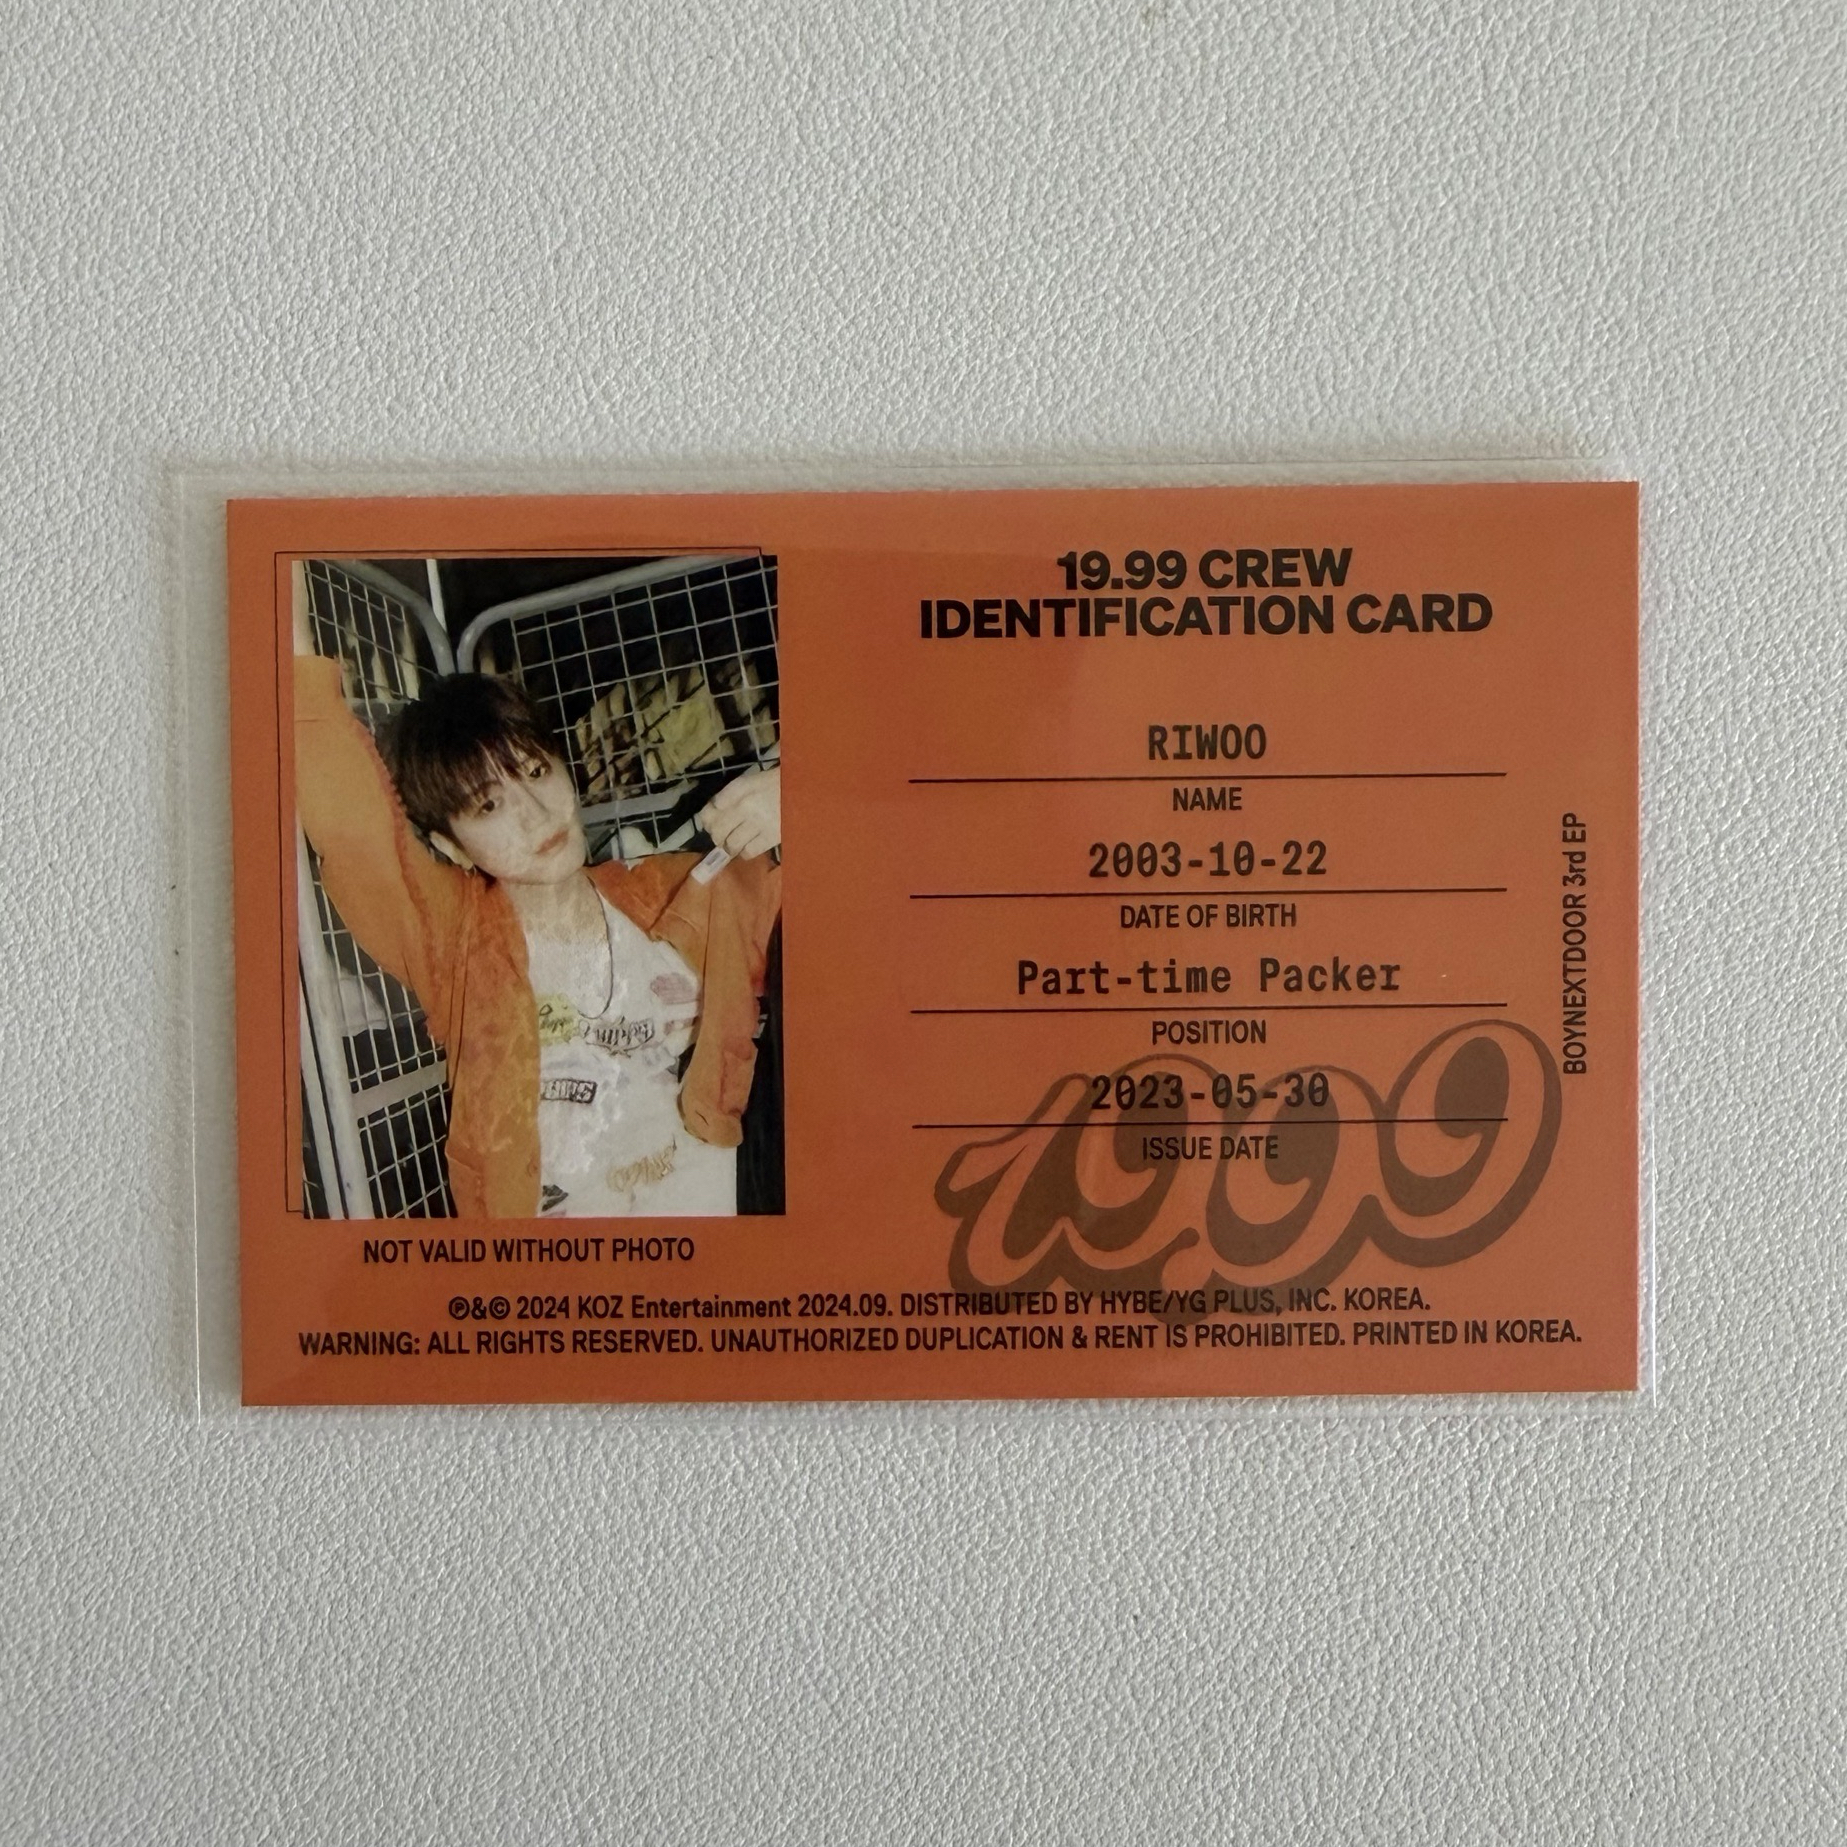 19.99 CREW
IDENTIFICATION CARD
RIWOO
NAME
2003-10-22
DATE OF BIRTH
Part-time Packer
POSITION
2023-05-30
ISSUE DATE
19.99
BOYNEXTDOOR 3rd EP
NOT VALID WITHOUT PHOTO
℗&© 2024 KOZ Entertainment 2024.09. DISTRIBUTED BY HYBE/YG PLUS, INC. KOREA.
WARNING: ALL RIGHTS RESERVED. UNAUTHORIZED DUPLICATION & RENT IS PROHIBITED. PRINTED IN KOREA.